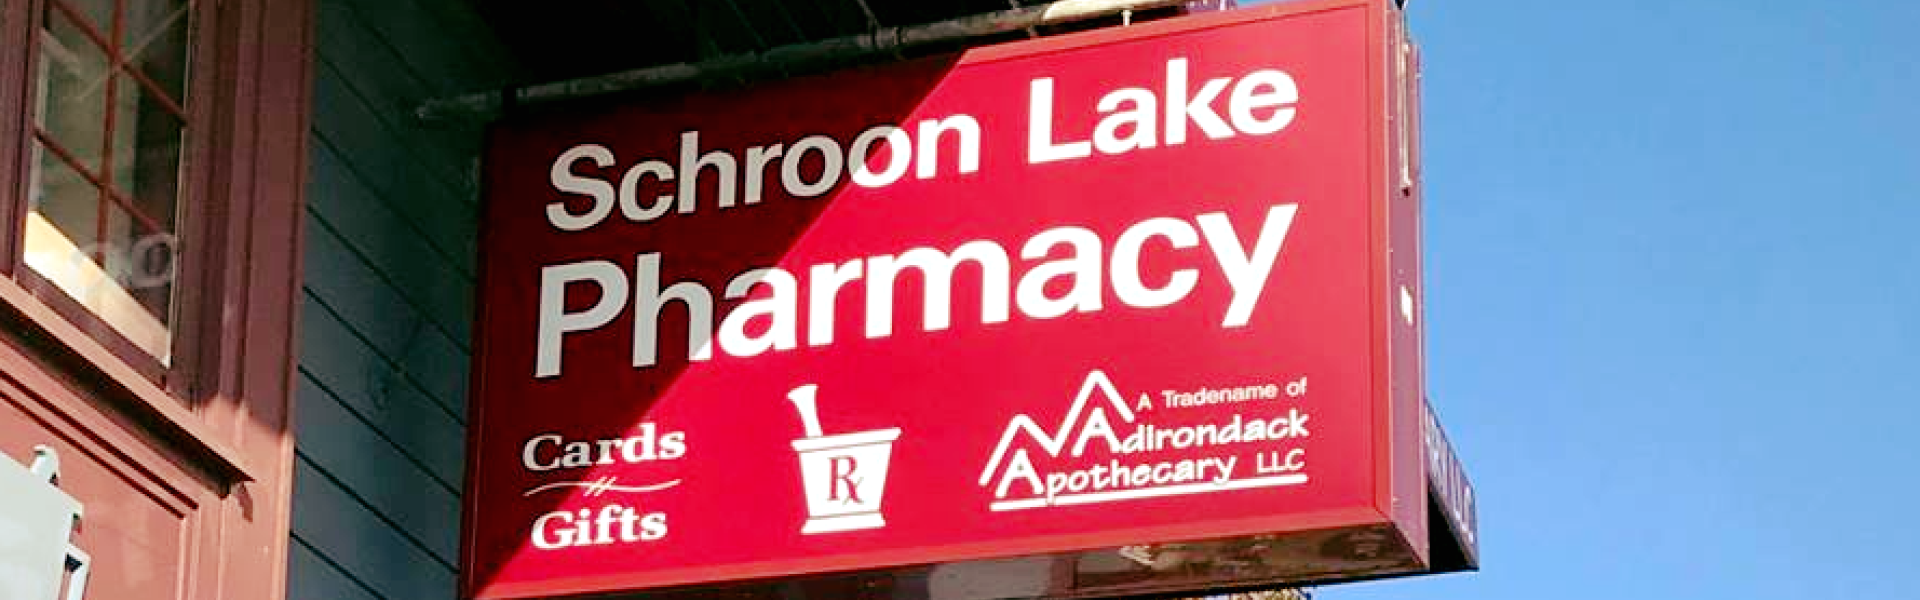 Schroon Lake
Pharmacy
Cards
Gifts
Rx
A Tradename of
Adirondack
Apothecary LLC